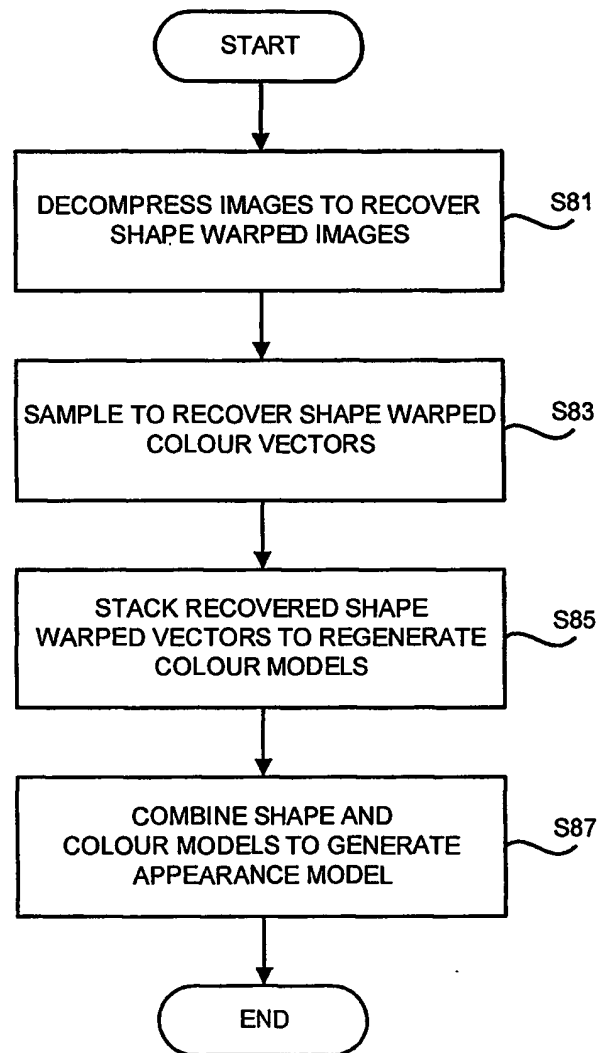 START
DECOMPRESS IMAGES TO RECOVER
SHAPE WARPED IMAGES
S81
SAMPLE TO RECOVER SHAPE WARPED
COLOUR VECTORS
S83
STACK RECOVERED SHAPE
WARPED VECTORS TO REGENERATE
COLOUR MODELS
S85
COMBINE SHAPE AND
COLOUR MODELS TO GENERATE
APPEARANCE MODEL
S87
END